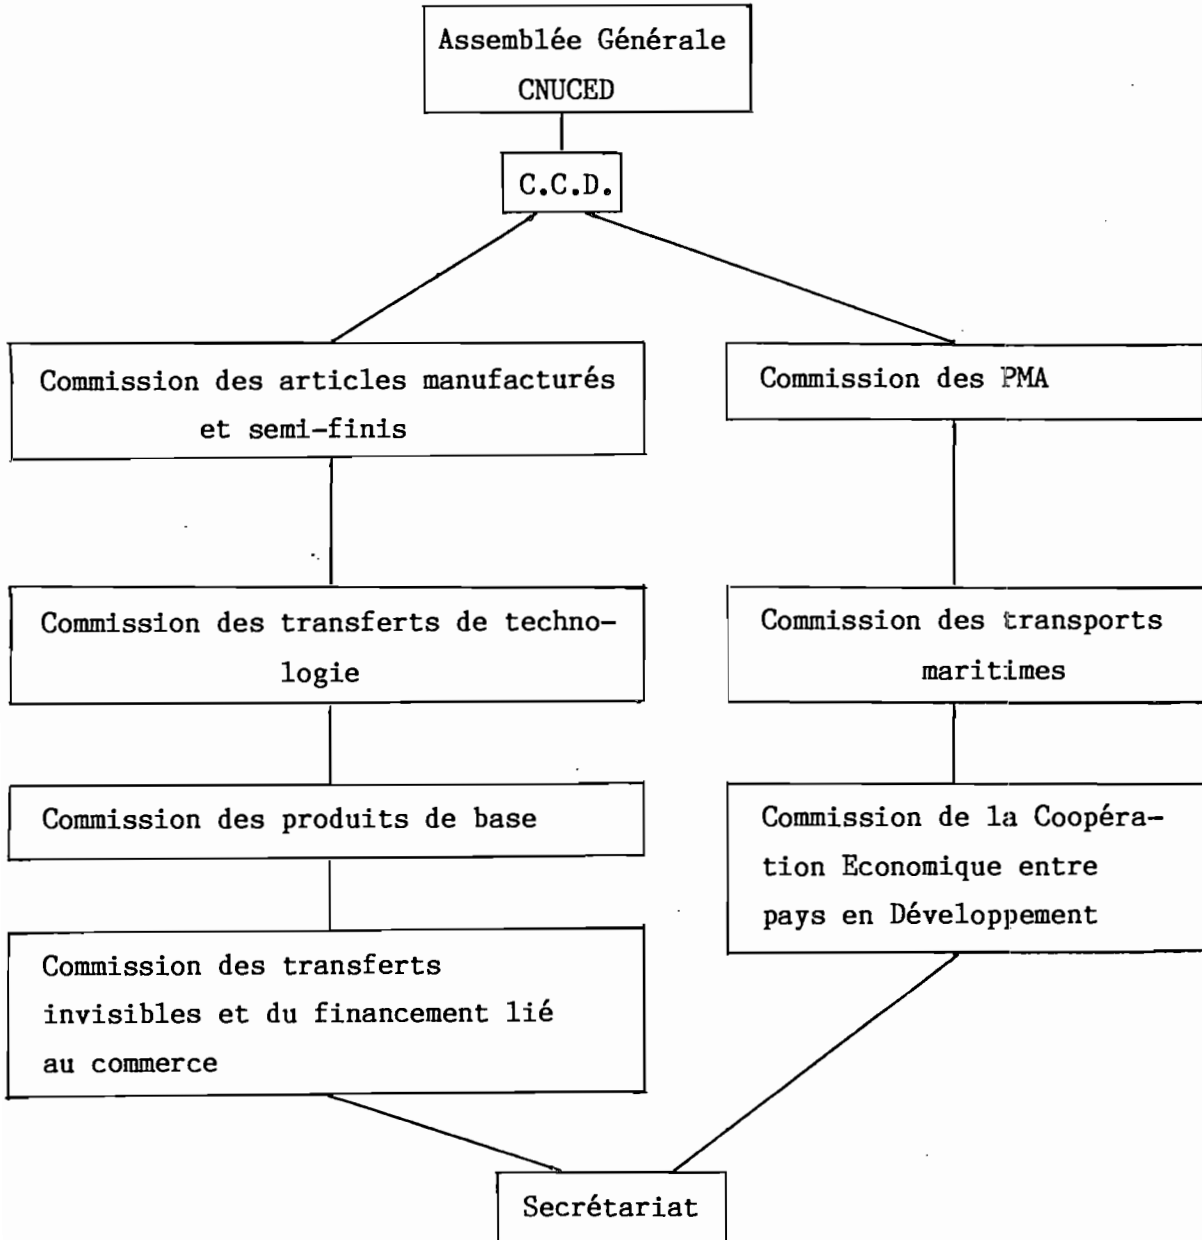 Assemblée Générale
CNUCED
C.C.D.
Commission des articles manufacturés
et semi-finis
Commission des PMA
Commission des transferts de techno-
logie
Commission des transports
maritimes
Commission des produits de base
Commission de la Coopéra-
tion Economique entre
pays en Développement
Commission des transferts
invisibles et du financement lié
au commerce
Secrétariat